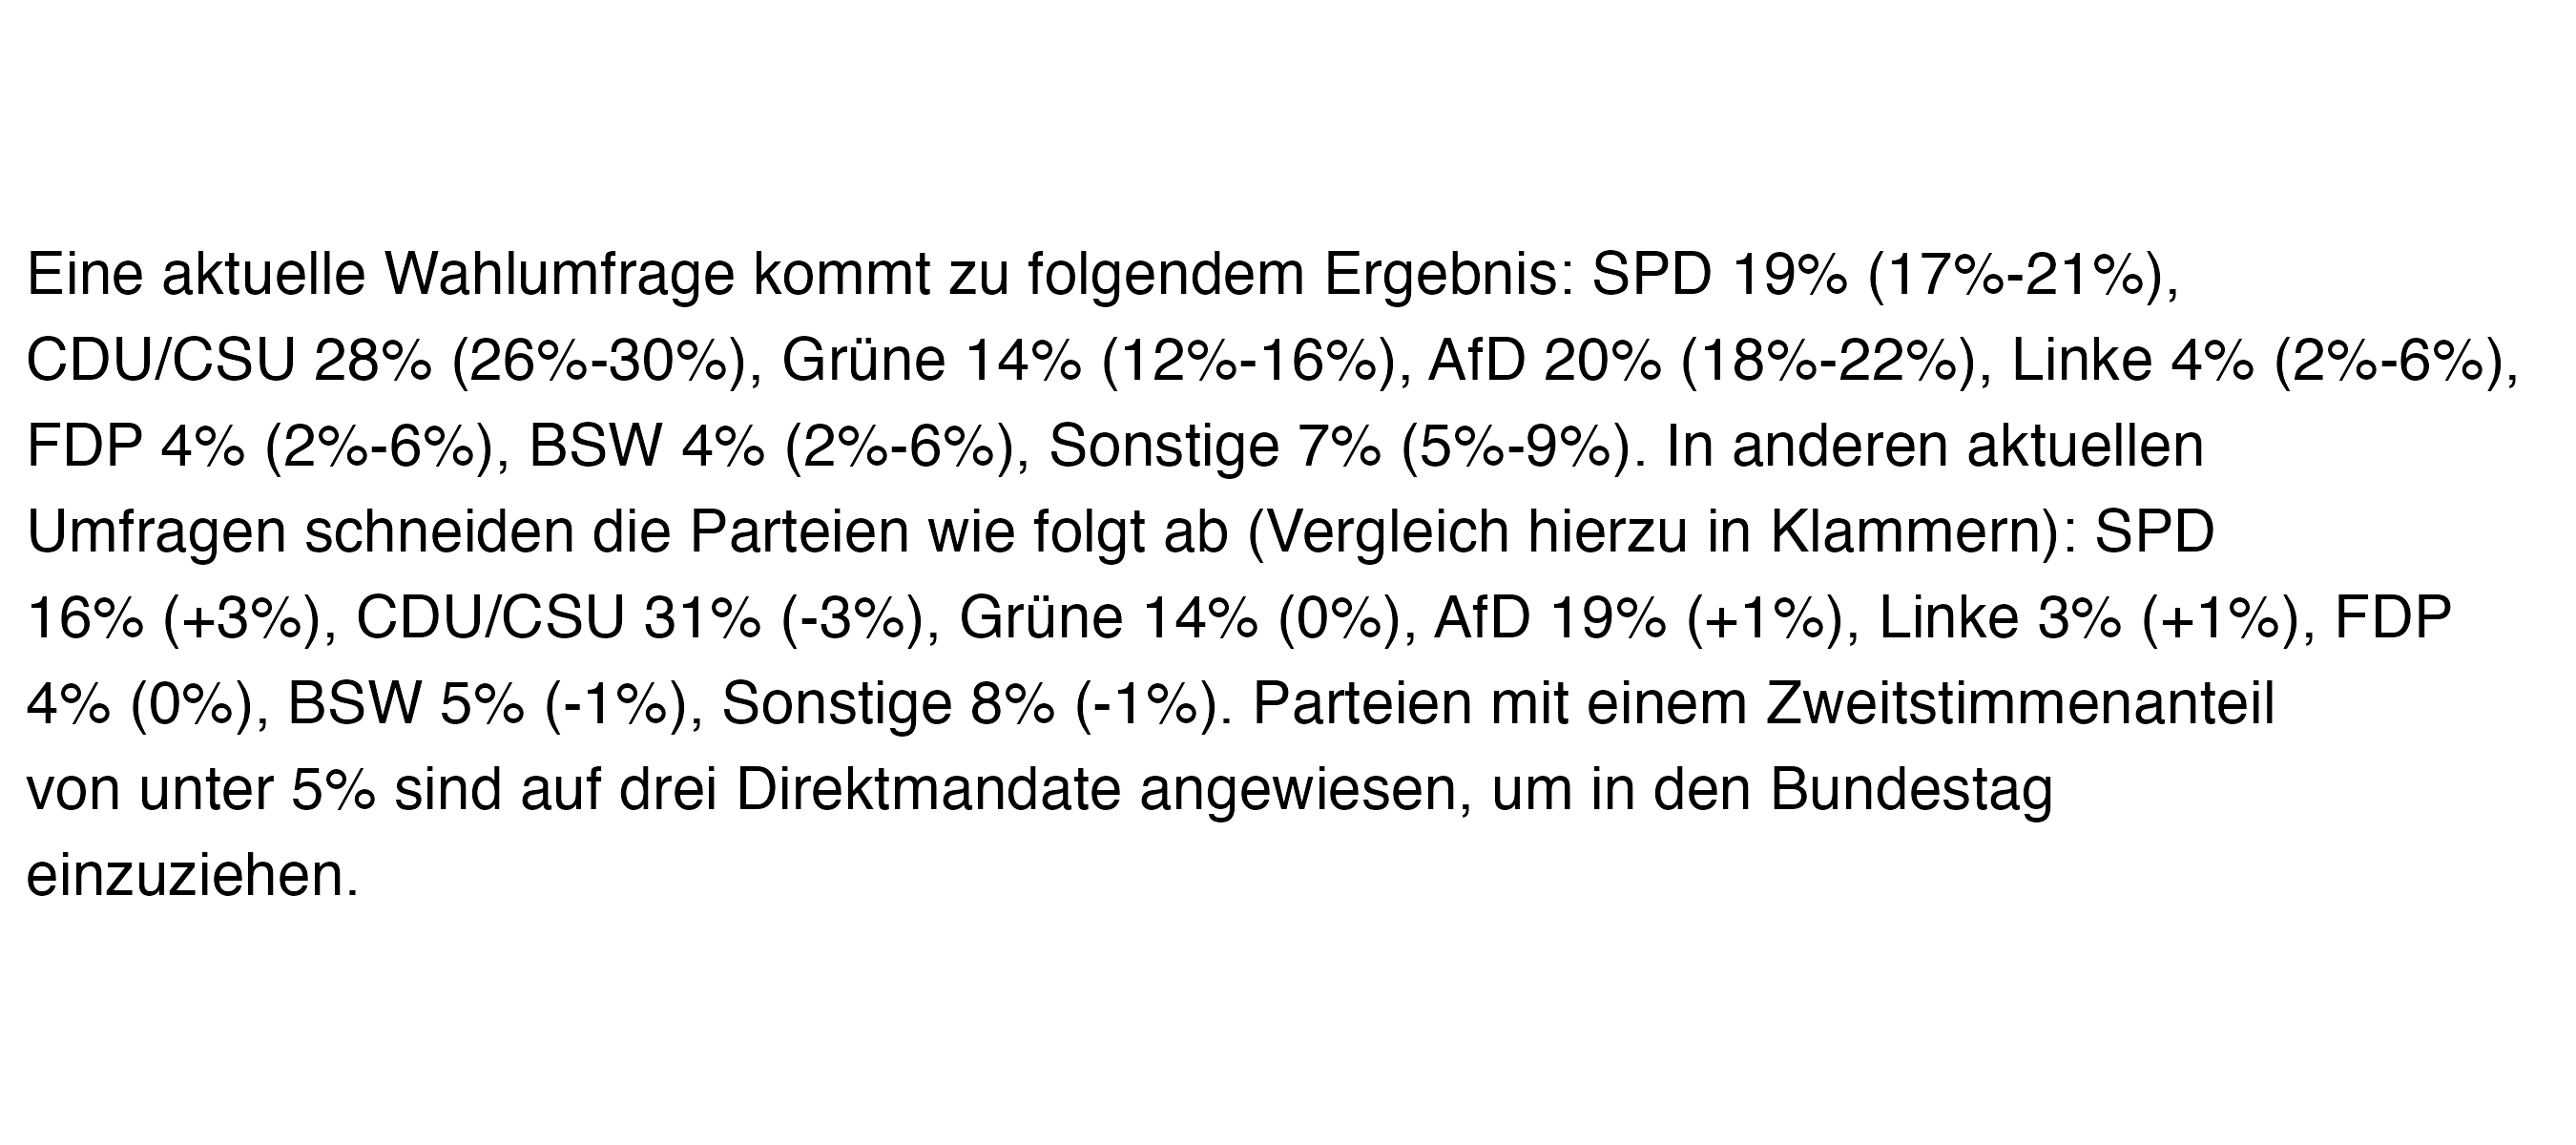 Eine aktuelle Wahlumfrage kommt zu folgendem Ergebnis: SPD 19% (17%-21%),
CDU/CSU 28% (26%-30%), Grüne 14% (12%-16%), AfD 20% (18%-22%), Linke 4% (2%-6%),
FDP 4% (2%-6%), BSW 4% (2%-6%), Sonstige 7% (5%-9%). In anderen aktuellen
Umfragen schneiden die Parteien wie folgt ab (Vergleich hierzu in Klammern): SPD
16% (+3%), CDU/CSU 31% (-3%), Grüne 14% (0%), AfD 19% (+1%), Linke 3% (+1%), FDP
4% (0%), BSW 5% (-1%), Sonstige 8% (-1%). Parteien mit einem Zweitstimmenanteil
von unter 5% sind auf drei Direktmandate angewiesen, um in den Bundestag
einzuziehen.